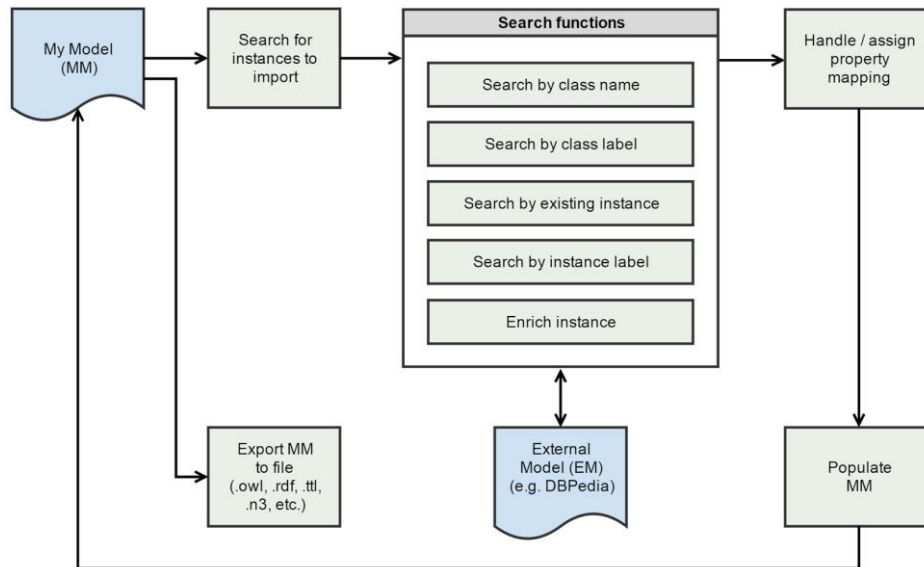 My Model
(MM)
Search for
instances to
import
Search functions
Search by class name
Search by class label
Search by existing instance
Search by instance label
Enrich instance
Handle / assign
property
mapping
Export MM
to file
(.owl, .rdf, .ttl,
.n3, etc.)
External
Model (EM)
(e.g. DBPedia)
Populate
MM